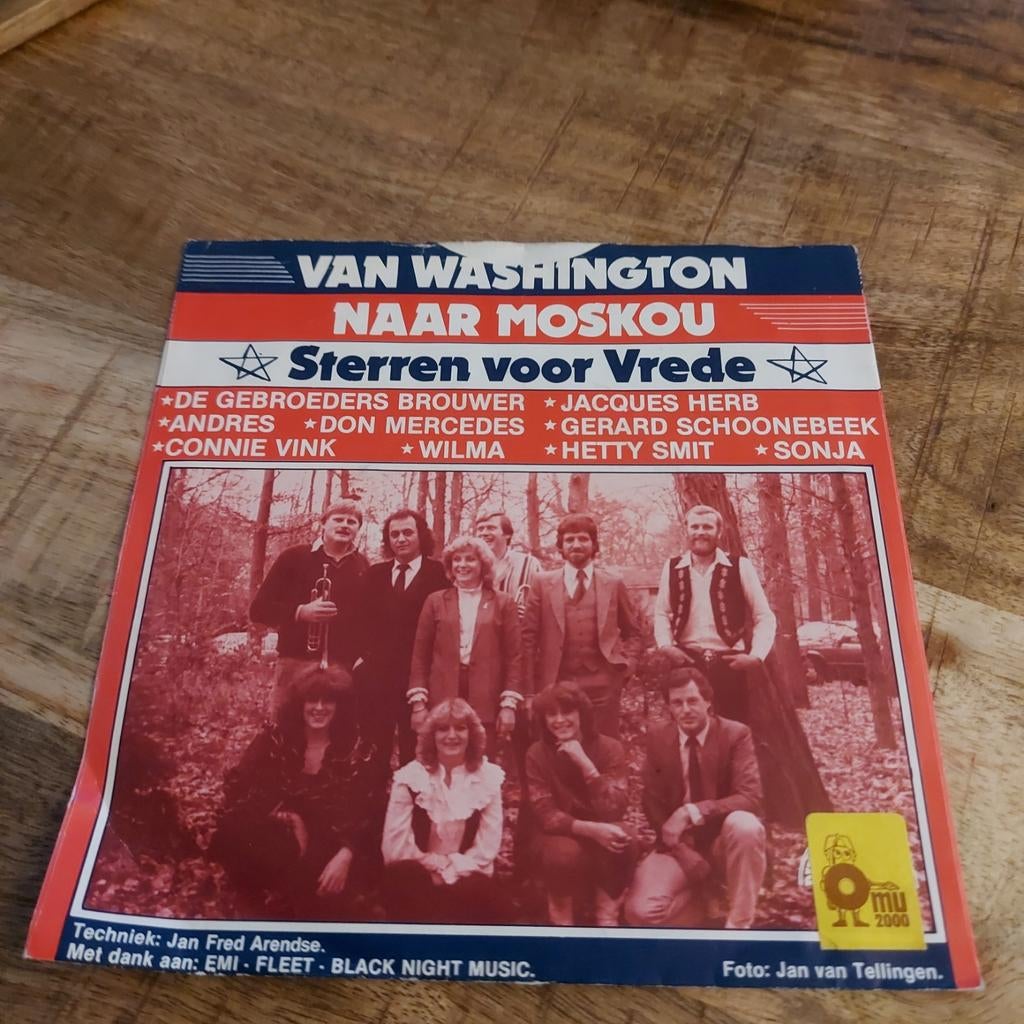 VAN WASHINGTON
NAAR MOSKOU
Sterren voor Vrede
DE GEBROEDERS BROUWER JACQUES HERB
ANDRES DON MERCEDES GERARD SCHOONEBEEK
CONNIE VINK WILMA HETTY SMIT SONJA
mu
2000
Techniek: Jan Fred Arendse.
Met dank aan: EMI - FLEET - BLACK NIGHT MUSIC.
Foto: Jan van Tellingen.